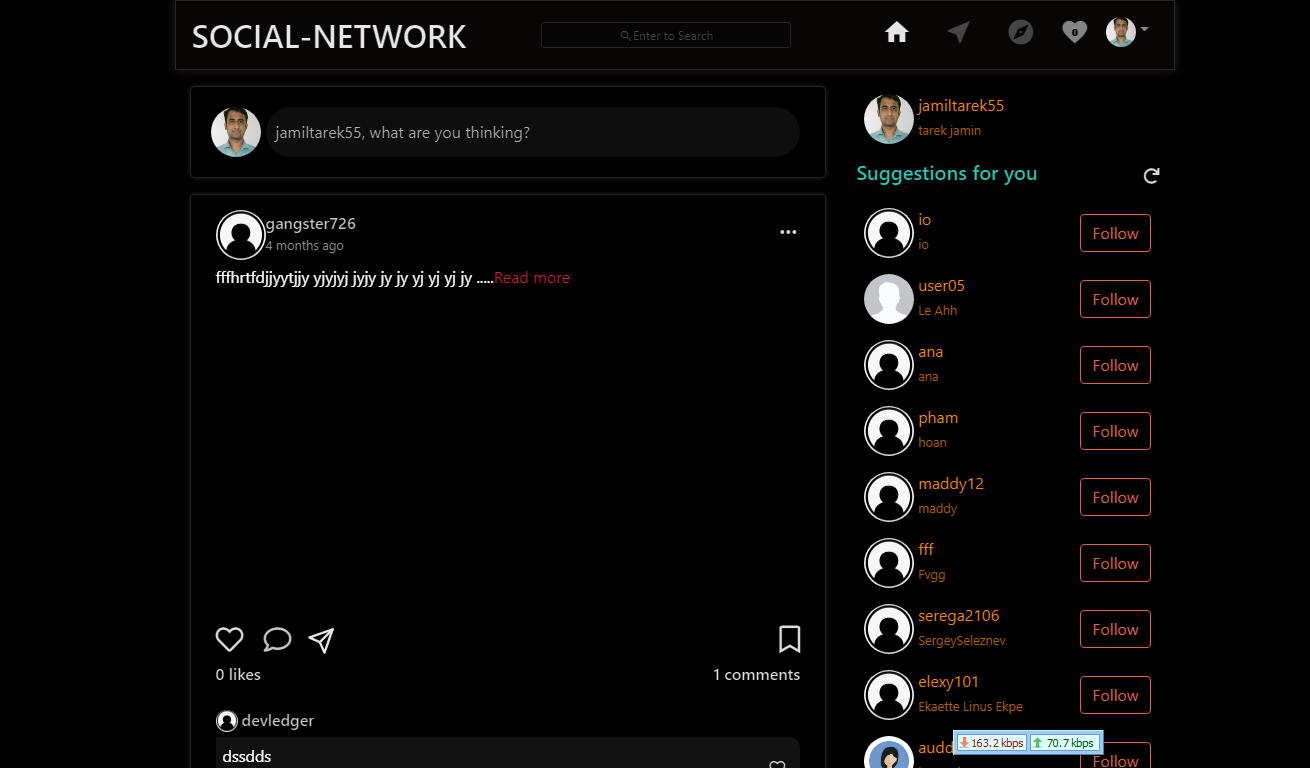 SOCIAL-NETWORK
Enter to Search
0
jamiltarek55, what are you thinking?
gangster726
4 months ago
fffhrtfdjjyytjjy yjyjyj jyjy jy jy yj yj yj jy .....Read more
0 likes
1 comments
devledger
dssdds
jamiltarek55
tarek jamin
Suggestions for you
io
io
Follow
user05
Le Ahh
Follow
ana
ana
Follow
pham
hoan
Follow
maddy12
maddy
Follow
fff
Fvgg
Follow
serega2106
SergeySeleznev
Follow
elexy101
Ekaette Linus Ekpe
Follow
Follow
163.2 kbps
70.7 kbps